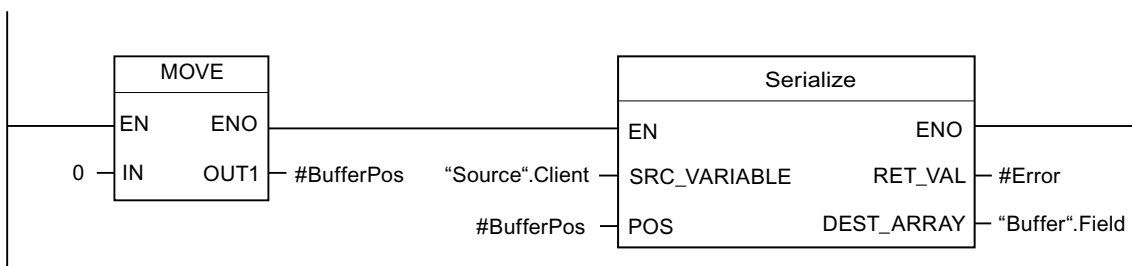 MOVE
Serialize
EN ENO
EN ENO
0 IN OUT1 #BufferPos
“Source“.Client SRC_VARIABLE RET_VAL #Error
#BufferPos POS DEST_ARRAY “Buffer“.Field